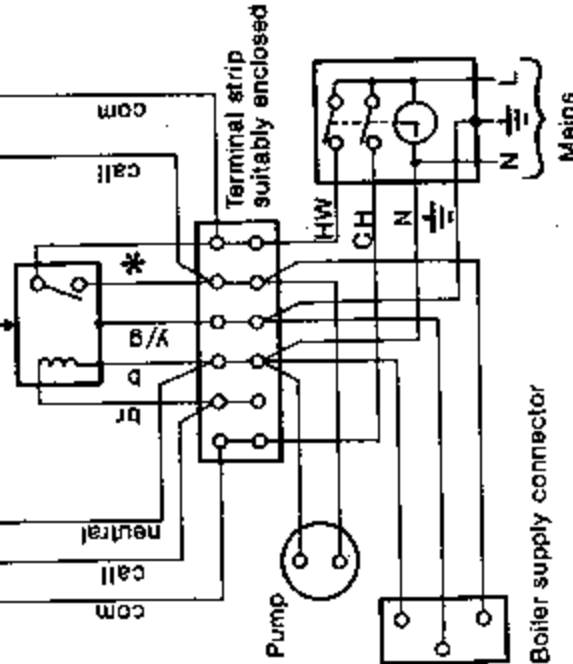 com
call
Terminal strip
suitably enclosed
*
y/g
b
br
HW
CH
N
L
N
Mains
neutral
call
com
Pump
Boiler supply connector